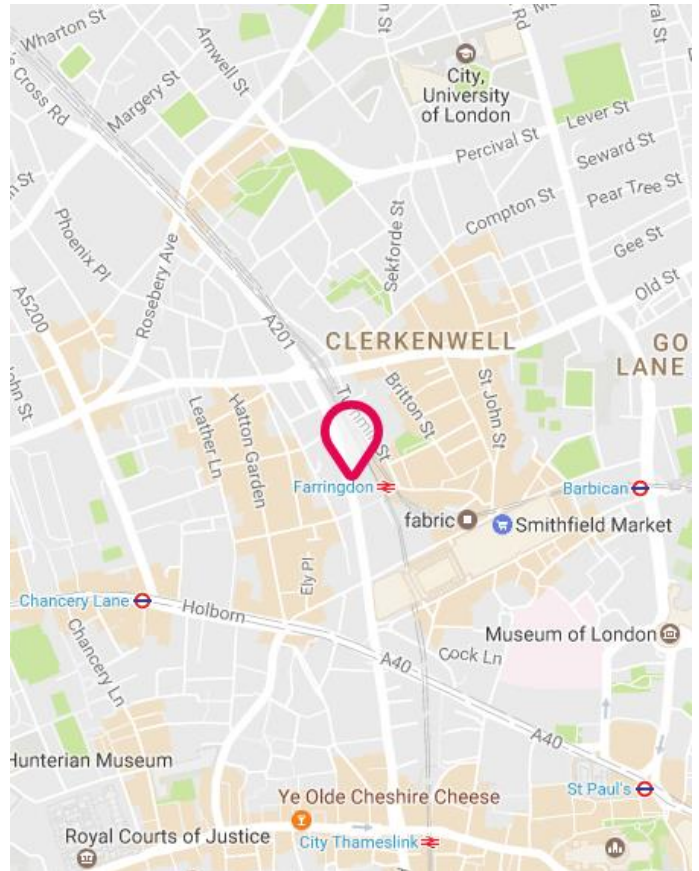 Wharton St
Amwell St
Cross Rd
Margery St
City,
University
of London
Rd
Percival St
Lever St
Seward St
Pear Tree St
Compton St
Sekforde St
Gee St
Old St
Phoenix Pl
Rosebery Ave
A5200
A201
CLERKENWELL
GO
LANE
Britton St
St John St
Leather Ln
Hatton Garden
Farringdon
Barbican
fabric
Smithfield Market
Ely Pl
Chancery Lane
Holborn
Museum of London
Cock Ln
A40
Chancery Ln
A40
Hunterian Museum
St Paul's
Ye Olde Cheshire Cheese
Royal Courts of Justice
City Thameslink